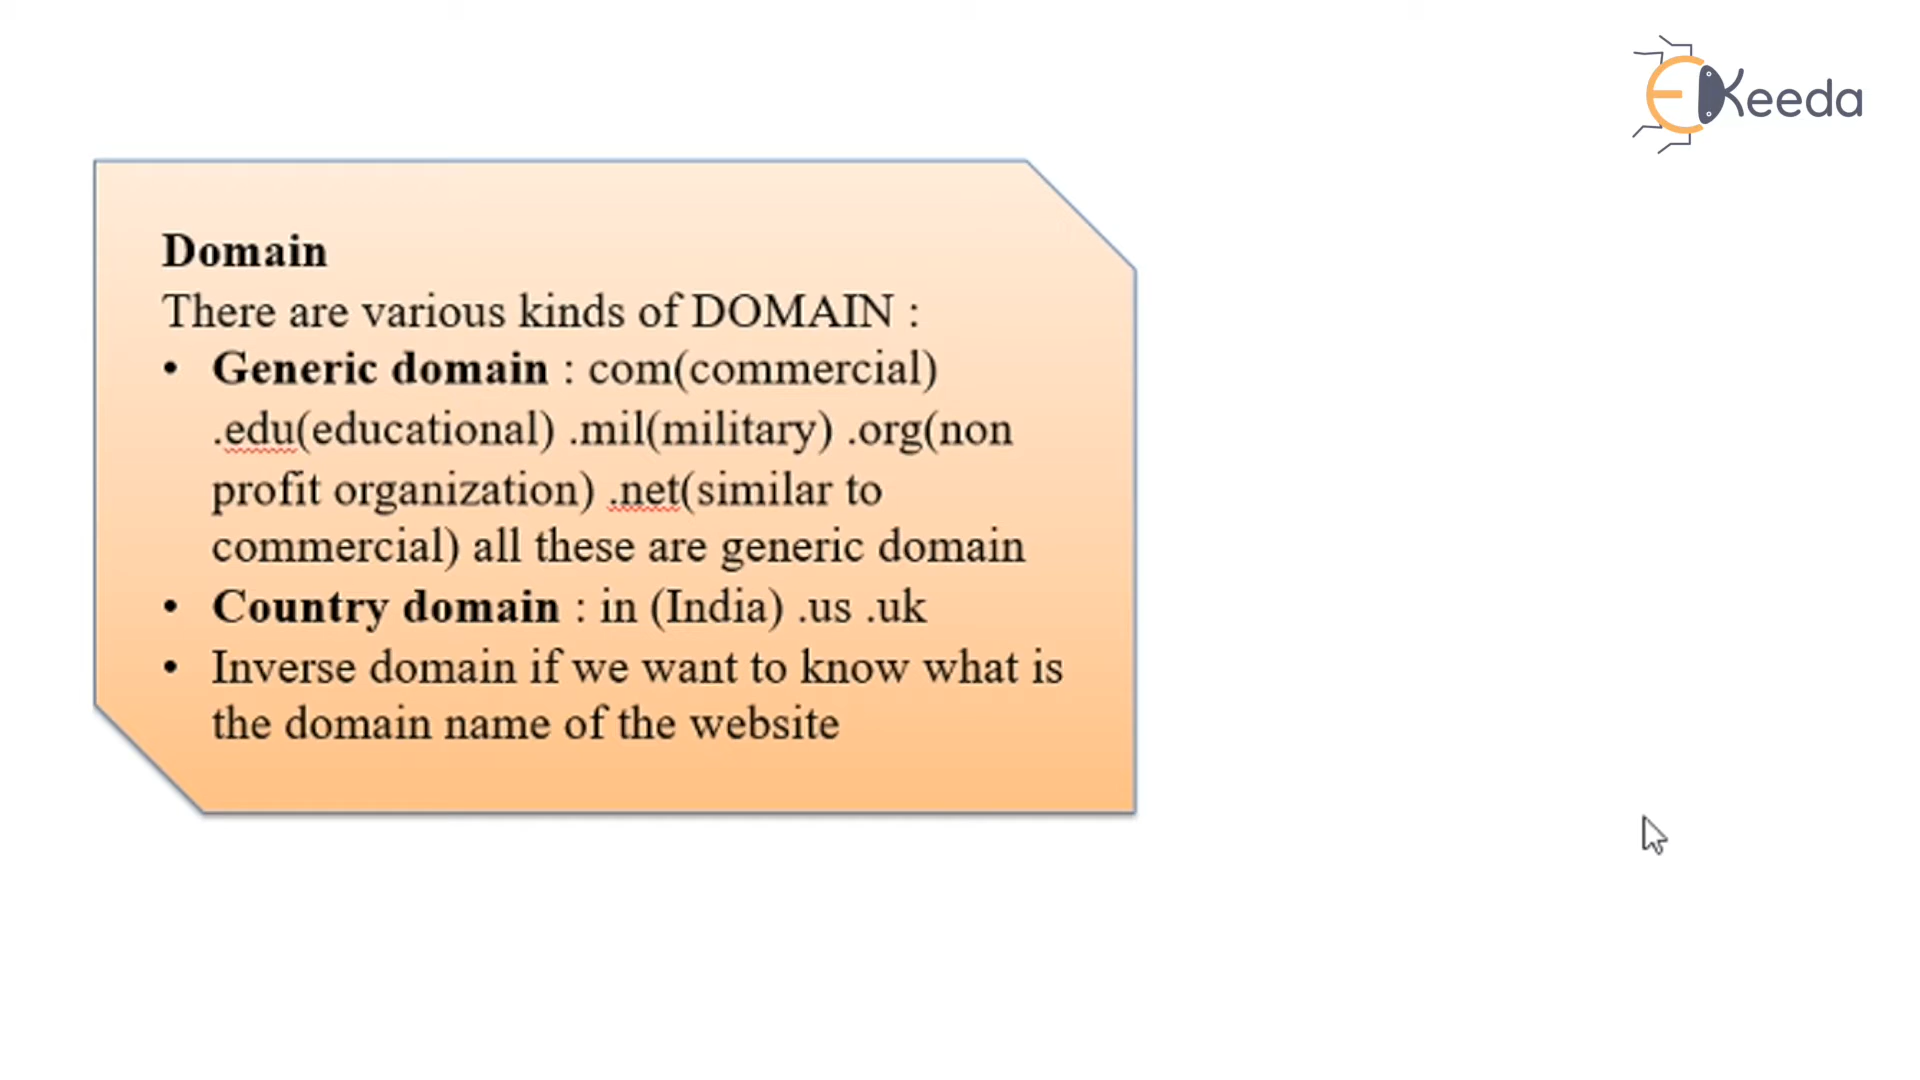 EKeeda
Domain
There are various kinds of DOMAIN :
• Generic domain : com(commercial)
.edu(educational) .mil(military) .org(non
profit organization) .net(similar to
commercial) all these are generic domain
• Country domain : in (India) .us .uk
• Inverse domain if we want to know what is
the domain name of the website